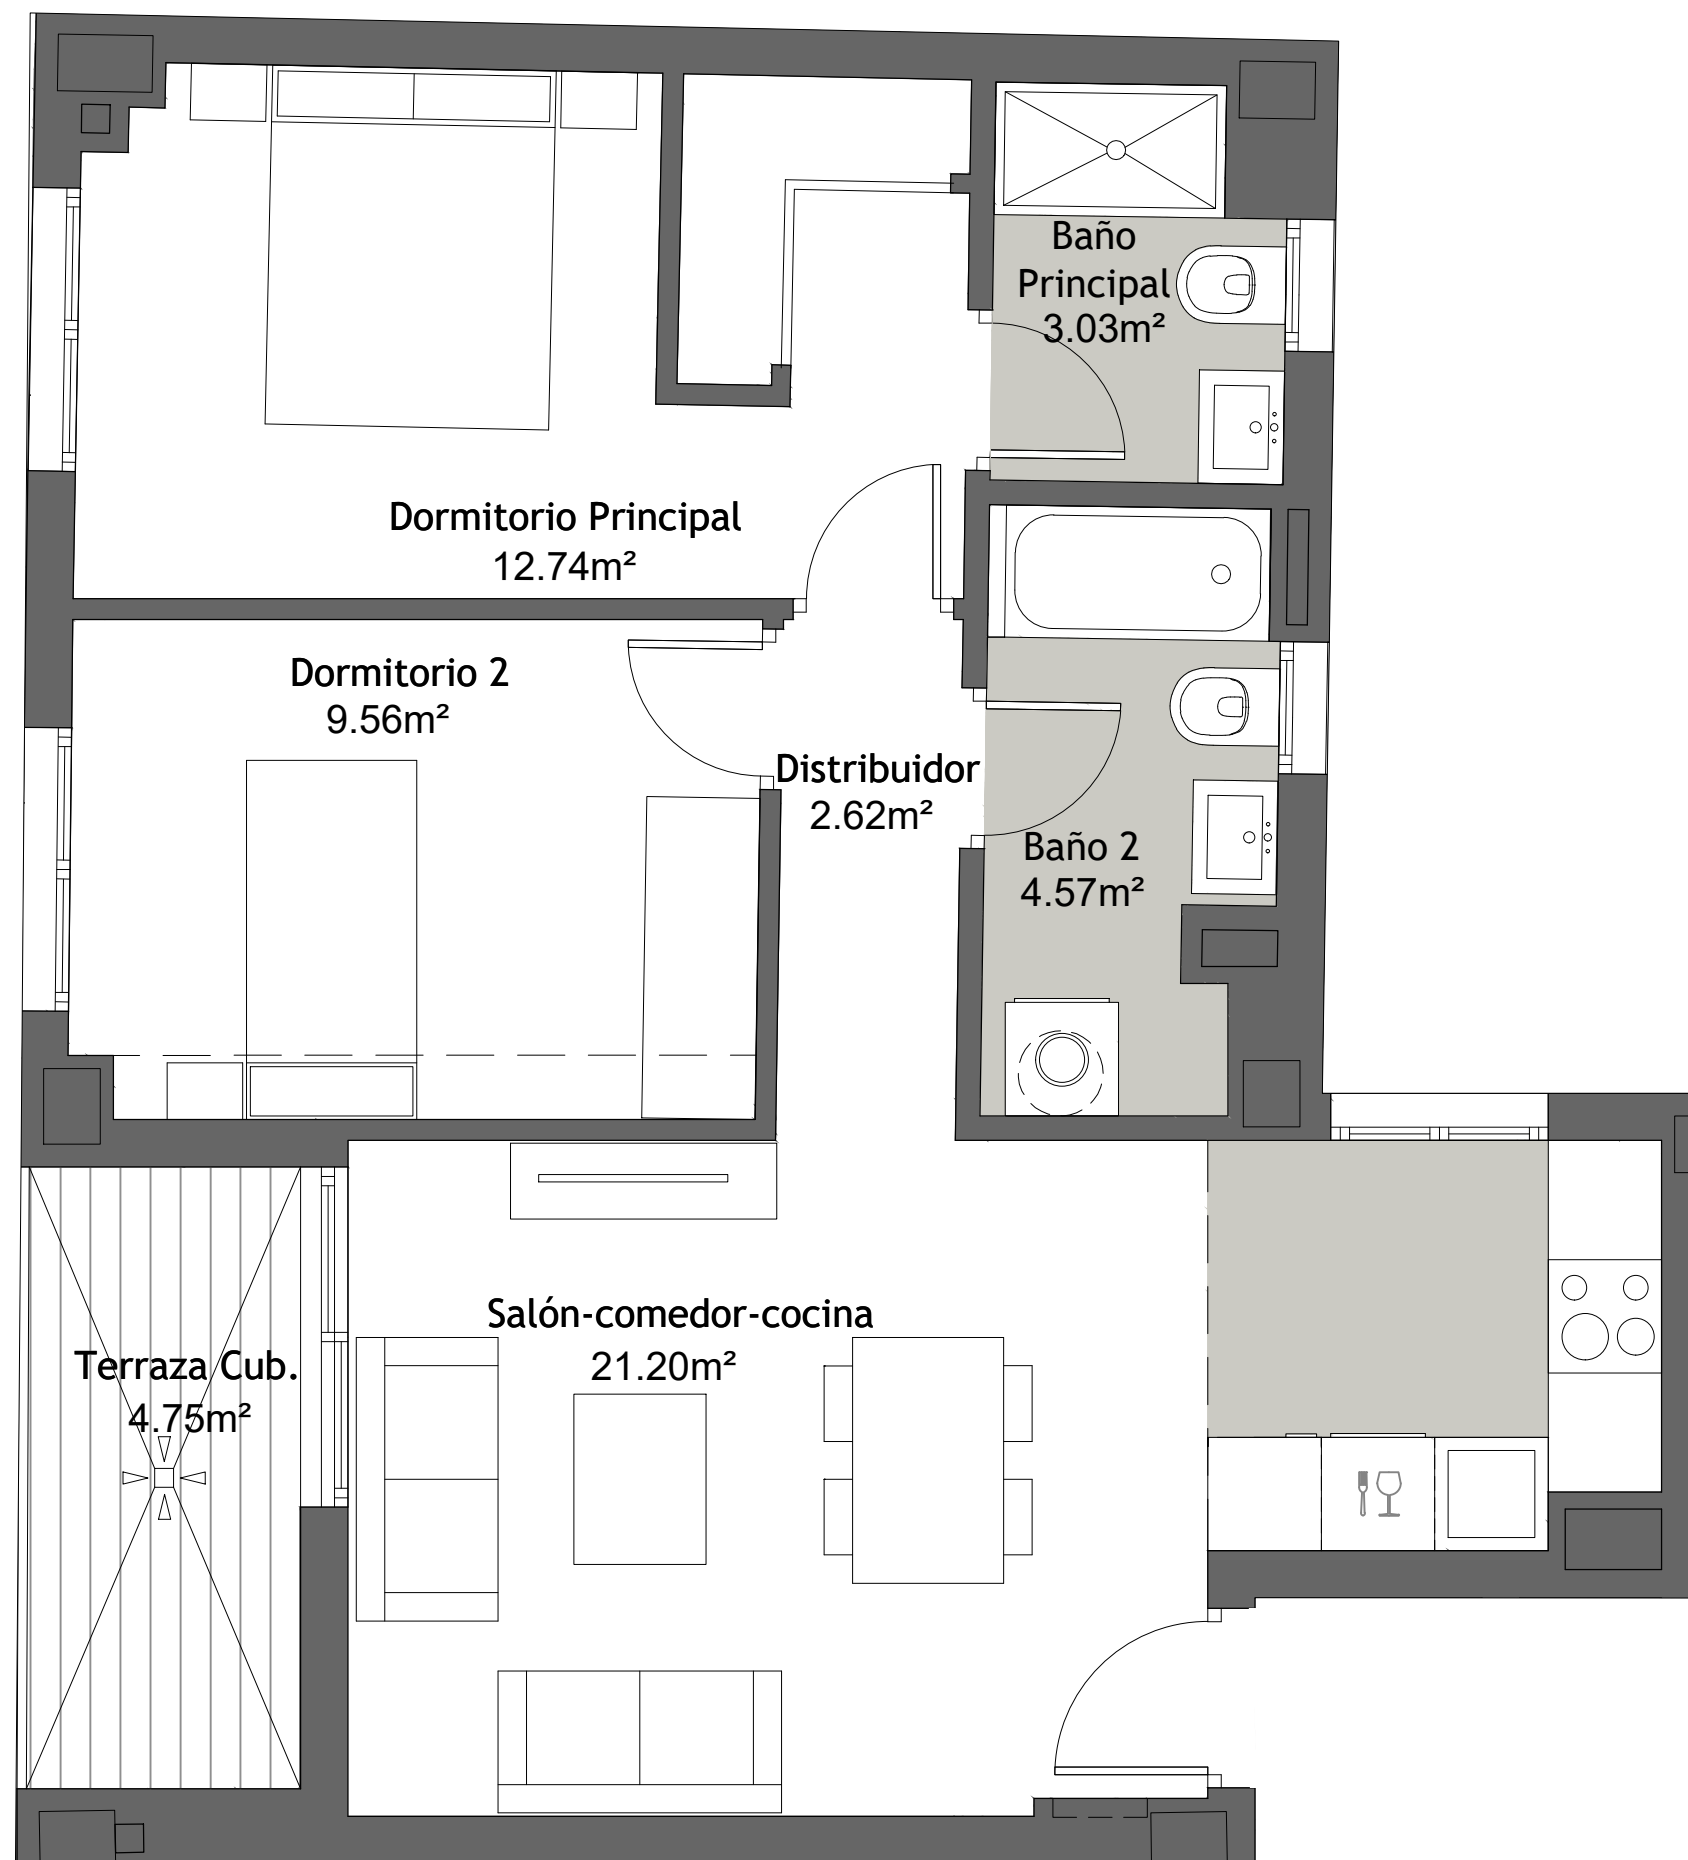 Baño
Principal
3.03m²
Dormitorio Principal
12.74m²
Dormitorio 2
9.56m²
Distribuidor
2.62m²
Baño 2
4.57m²
Salón-comedor-cocina
21.20m²
Terraza Cub.
4.75m²